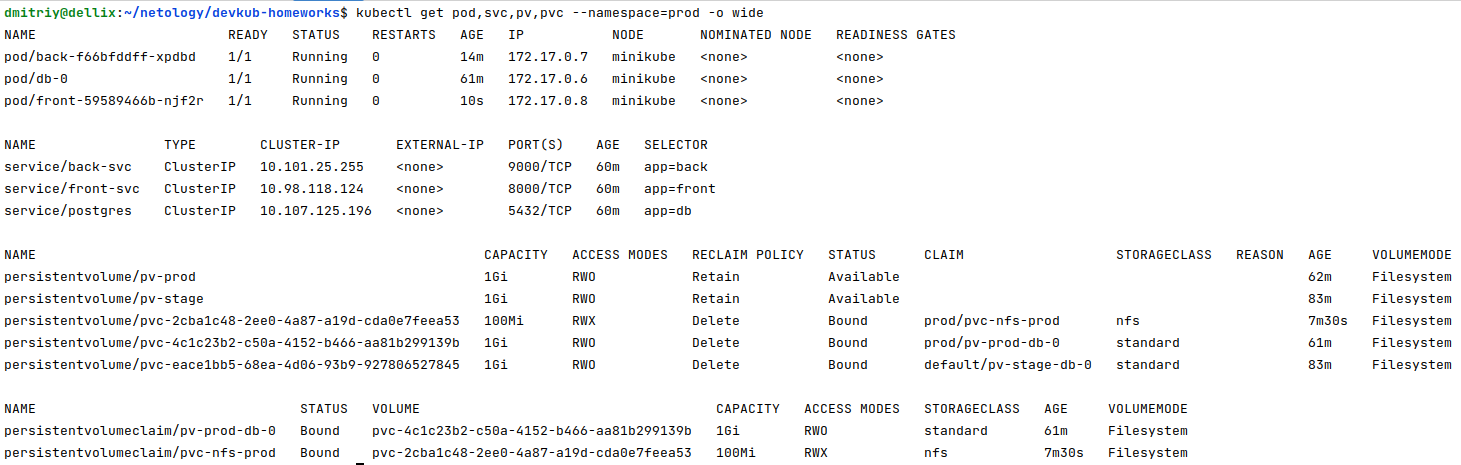 dmitriy@dellix:~/netology/devkub-homeworks$ kubectl get pod,svc,pv,pvc --namespace=prod -o wide
NAME                        READY   STATUS    RESTARTS   AGE   IP           NODE       NOMINATED NODE   READINESS GATES
pod/back-f66bfddff-xpdbd    1/1     Running   0          14m   172.17.0.7   minikube   <none>           <none>
pod/db-0                    1/1     Running   0          61m   172.17.0.6   minikube   <none>           <none>
pod/front-59589466b-njf2r   1/1     Running   0          10s   172.17.0.8   minikube   <none>           <none>

NAME                TYPE        CLUSTER-IP       EXTERNAL-IP   PORT(S)    AGE   SELECTOR
service/back-svc    ClusterIP   10.101.25.255    <none>        9000/TCP   60m   app=back
service/front-svc   ClusterIP   10.98.118.124    <none>        8000/TCP   60m   app=front
service/postgres    ClusterIP   10.107.125.196   <none>        5432/TCP   60m   app=db

NAME                                                        CAPACITY   ACCESS MODES   RECLAIM POLICY   STATUS      CLAIM                   STORAGECLASS   REASON   AGE     VOLUMEMODE
persistentvolume/pv-prod                                    1Gi        RWO            Retain           Available                                                   62m     Filesystem
persistentvolume/pv-stage                                   1Gi        RWO            Retain           Available                                                   83m     Filesystem
persistentvolume/pvc-2cba1c48-2ee0-4a87-a19d-cda0e7feea53   100Mi      RWX            Delete           Bound       prod/pvc-nfs-prod       nfs                     7m30s   Filesystem
persistentvolume/pvc-4c1c23b2-c50a-4152-b466-aa81b299139b   1Gi        RWO            Delete           Bound       prod/pv-prod-db-0       standard                61m     Filesystem
persistentvolume/pvc-eace1bb5-68ea-4d06-93b9-927806527845   1Gi        RWO            Delete           Bound       default/pv-stage-db-0   standard                83m     Filesystem

NAME                                 STATUS   VOLUME                                     CAPACITY   ACCESS MODES   STORAGECLASS   AGE     VOLUMEMODE
persistentvolumeclaim/pv-prod-db-0   Bound    pvc-4c1c23b2-c50a-4152-b466-aa81b299139b   1Gi        RWO            standard       61m     Filesystem
persistentvolumeclaim/pvc-nfs-prod   Bound    pvc-2cba1c48-2ee0-4a87-a19d-cda0e7feea53   100Mi      RWX            nfs            7m30s   Filesystem